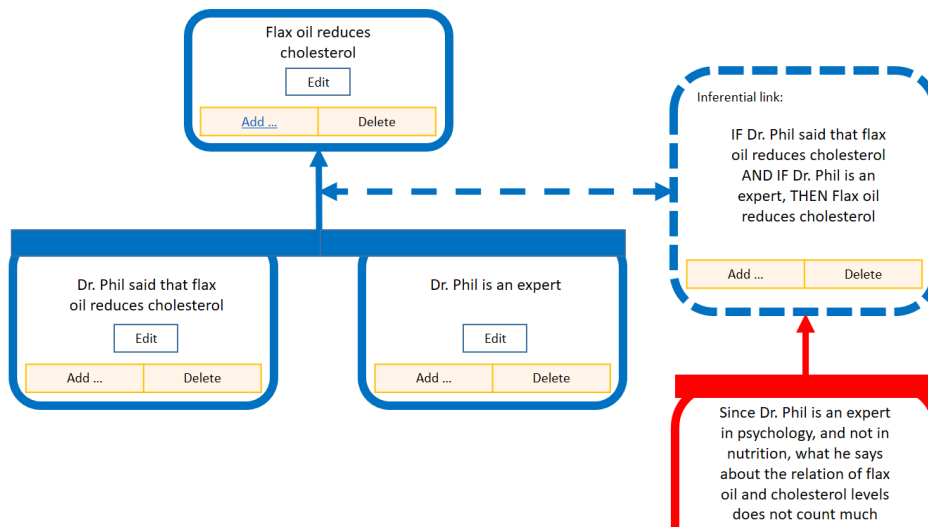 Flax oil reduces
cholesterol
Edit
Add ...
Delete
Inferential link:
IF Dr. Phil said that flax
oil reduces cholesterol
AND IF Dr. Phil is an
expert, THEN Flax oil
reduces cholesterol
Add ...
Delete
Dr. Phil said that flax
oil reduces cholesterol
Edit
Add ...
Delete
Dr. Phil is an expert
Edit
Add ...
Delete
Since Dr. Phil is an expert
in psychology, and not in
nutrition, what he says
about the relation of flax
oil and cholesterol levels
does not count much